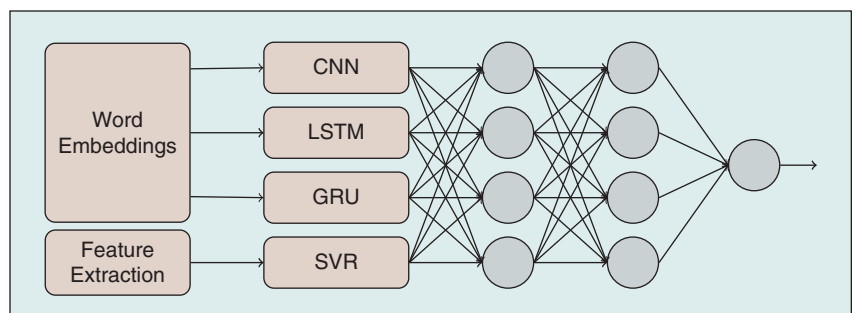 Word
Embeddings
Feature
Extraction
CNN
LSTM
GRU
SVR